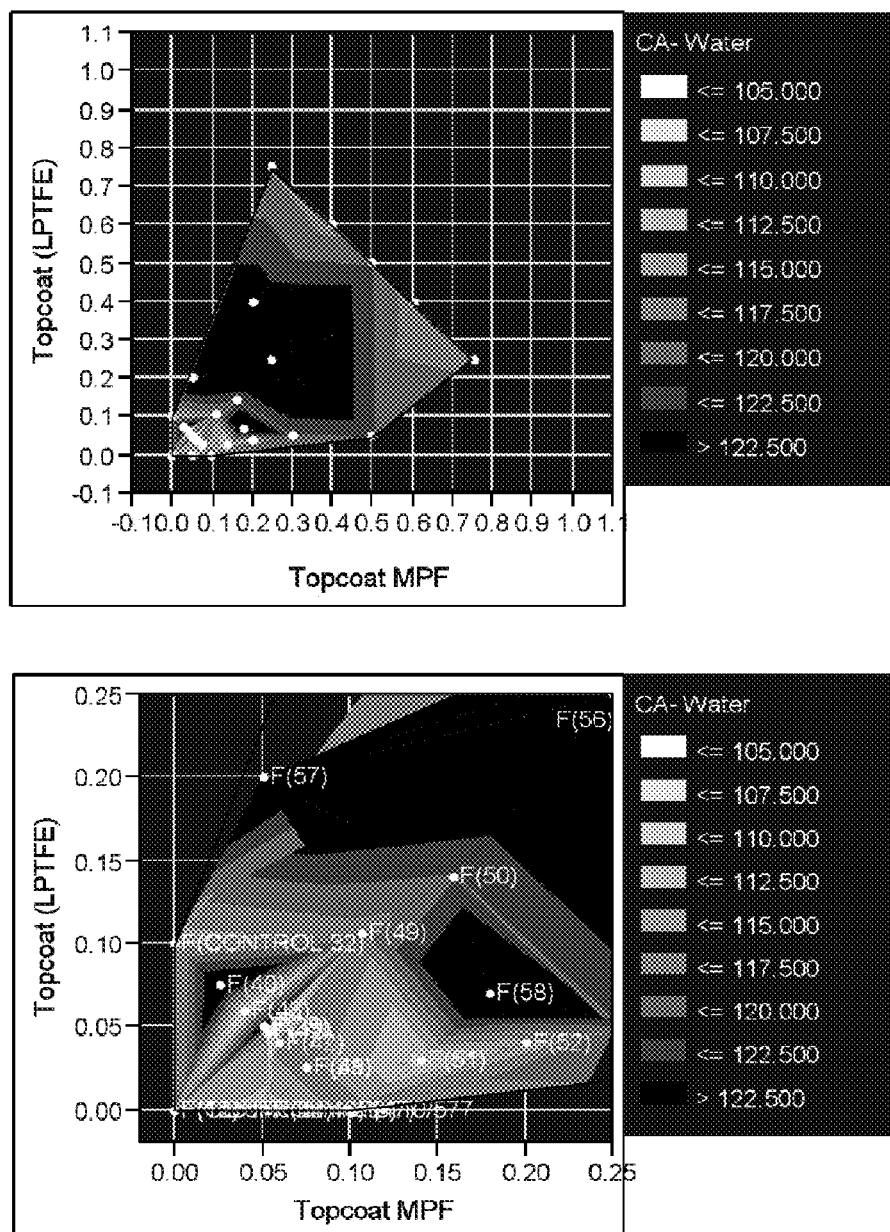 1.1
1.0
0.9
0.8
0.7
0.6
0.5
0.4
0.3
0.2
0.1
0.0
-0.1
Topcoat (LPTFE)
-0.1 0.0 0.1 0.2 0.3 0.4 0.5 0.6 0.7 0.8 0.9 1.0 1.1
Topcoat MPF
CA- Water
<= 105.000
<= 107.500
<= 110.000
<= 112.500
<= 115.000
<= 117.500
<= 120.000
<= 122.500
> 122.500
0.25
0.20
0.15
0.10
0.05
0.00
Topcoat (LPTFE)
F(56)
F(57)
F(50)
F(49)
F(CONTROL 32)
F(58)
F(51)
F(52)
0.00 0.05 0.10 0.15 0.20 0.25
Topcoat MPF
CA- Water
<= 105.000
<= 107.500
<= 110.000
<= 112.500
<= 115.000
<= 117.500
<= 120.000
<= 122.500
> 122.500